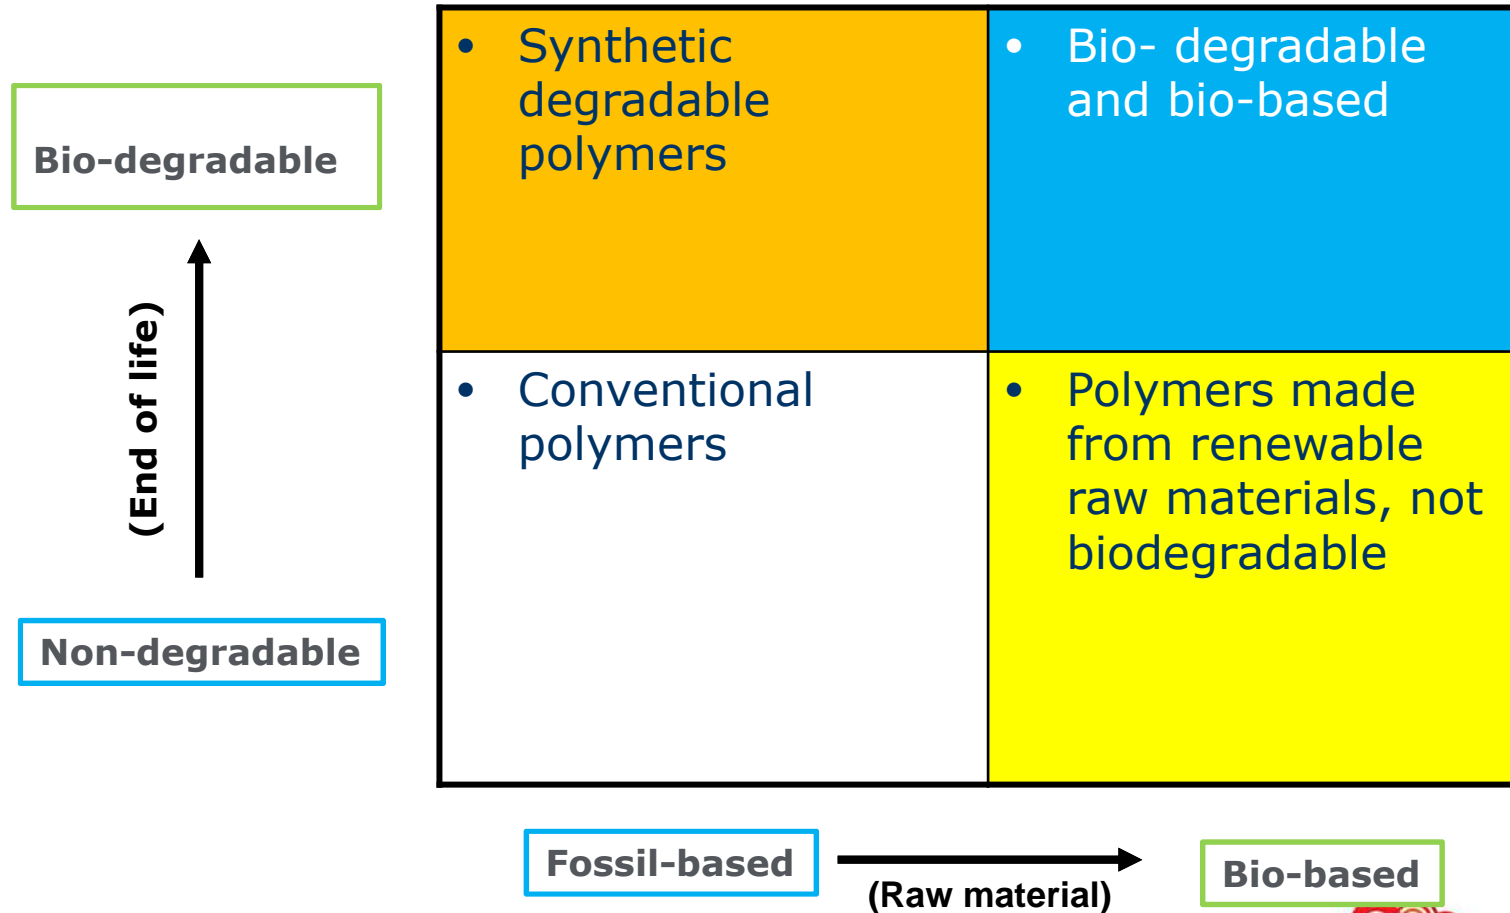 • Synthetic
degradable
polymers
• Bio- degradable
and bio-based
Bio-degradable
(End of life)
• Conventional
polymers
• Polymers made
from renewable
raw materials, not
biodegradable
Non-degradable
Fossil-based
(Raw material)
Bio-based